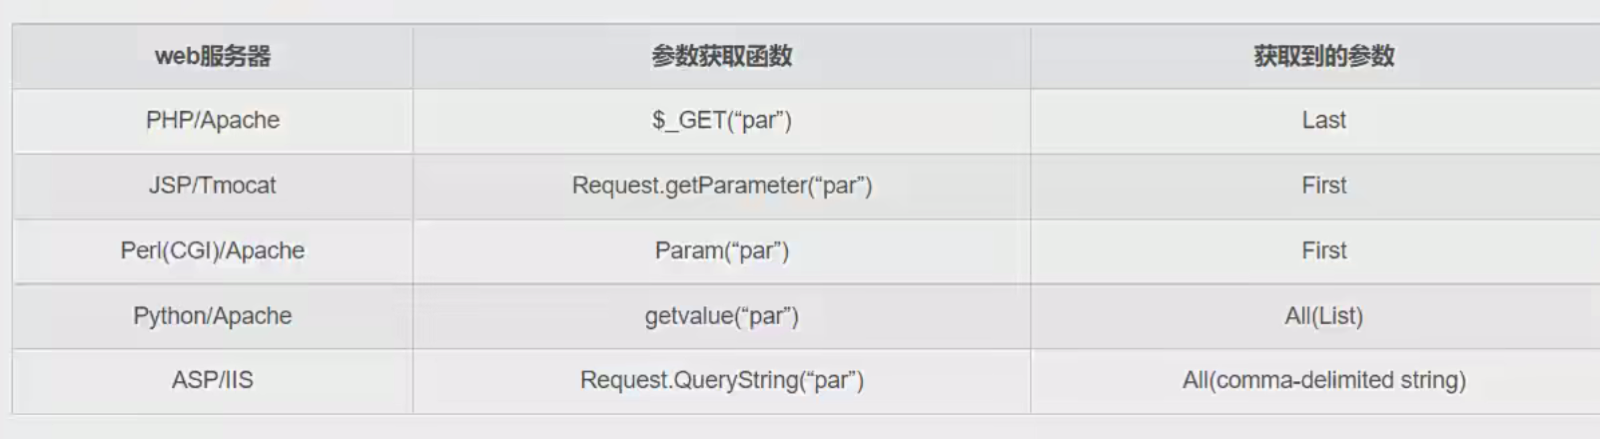 web服务器 参数获取函数 获取到的参数
PHP/Apache $_GET(“par”) Last
JSP/Tmocat Request.getParameter(“par”) First
Perl(CGI)/Apache Param(“par”) First
Python/Apache getvalue(“par”) All(List)
ASP/IIS Request.QueryString(“par”) All(comma-delimited string)